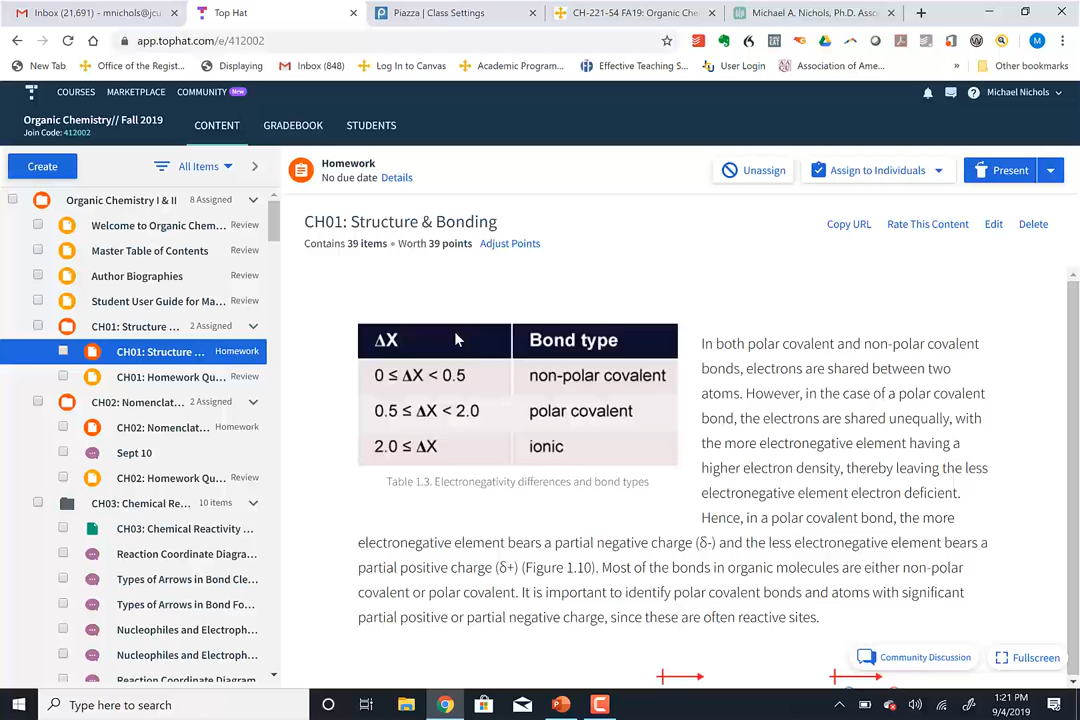 Inbox (21,691) - mnichols@jcu
Top Hat
Piazza | Class Settings
CH-221-54 FA19: Organic Che
Michael A. Nichols, Ph.D. Assoc
app.tophat.com/e/412002
New Tab
Office of the Regist...
Displaying
Inbox (848)
Log In to Canvas
Academic Program...
Effective Teaching S...
User Login
Association of Ame...
Other bookmarks
COURSES
MARKETPLACE
COMMUNITY New
Michael Nichols
Organic Chemistry// Fall 2019
Join Code: 412002
CONTENT
GRADEBOOK
STUDENTS
Create
All Items
Homework
No due date Details
Unassign
Assign to Individuals
Present
Organic Chemistry I & II 8 Assigned
Welcome to Organic Chem... Review
Master Table of Contents Review
Author Biographies Review
Student User Guide for Ma... Review
CH01: Structure ... 2 Assigned
CH01: Structure ... Homework
CH01: Homework Qu... Review
CH02: Nomenclat... 2 Assigned
CH02: Nomenclat... Homework
Sept 10
CH02: Homework Qu... Review
CH03: Chemical Re... 10 items
CH03: Chemical Reactivity ...
Reaction Coordinate Diagra...
Types of Arrows in Bond Cle...
Types of Arrows in Bond Fo...
Nucleophiles and Electroph...
Nucleophiles and Electroph...
Reaction Coordinate Diagram
CH01: Structure & Bonding
Contains 39 items • Worth 39 points Adjust Points
Copy URL
Rate This Content
Edit
Delete
ΔX Bond type
0 ≤ ΔX < 0.5 non-polar covalent
0.5 ≤ ΔX < 2.0 polar covalent
2.0 ≤ ΔX ionic
Table 1.3. Electronegativity differences and bond types
In both polar covalent and non-polar covalent
bonds, electrons are shared between two
atoms. However, in the case of a polar covalent
bond, the electrons are shared unequally, with
the more electronegative element having a
higher electron density, thereby leaving the less
electronegative element electron deficient.
Hence, in a polar covalent bond, the more
electronegative element bears a partial negative charge (δ-) and the less electronegative element bears a
partial positive charge (δ+) (Figure 1.10). Most of the bonds in organic molecules are either non-polar
covalent or polar covalent. It is important to identify polar covalent bonds and atoms with significant
partial positive or partial negative charge, since these are often reactive sites.
Community Discussion
Fullscreen
Type here to search
1:21 PM
9/4/2019